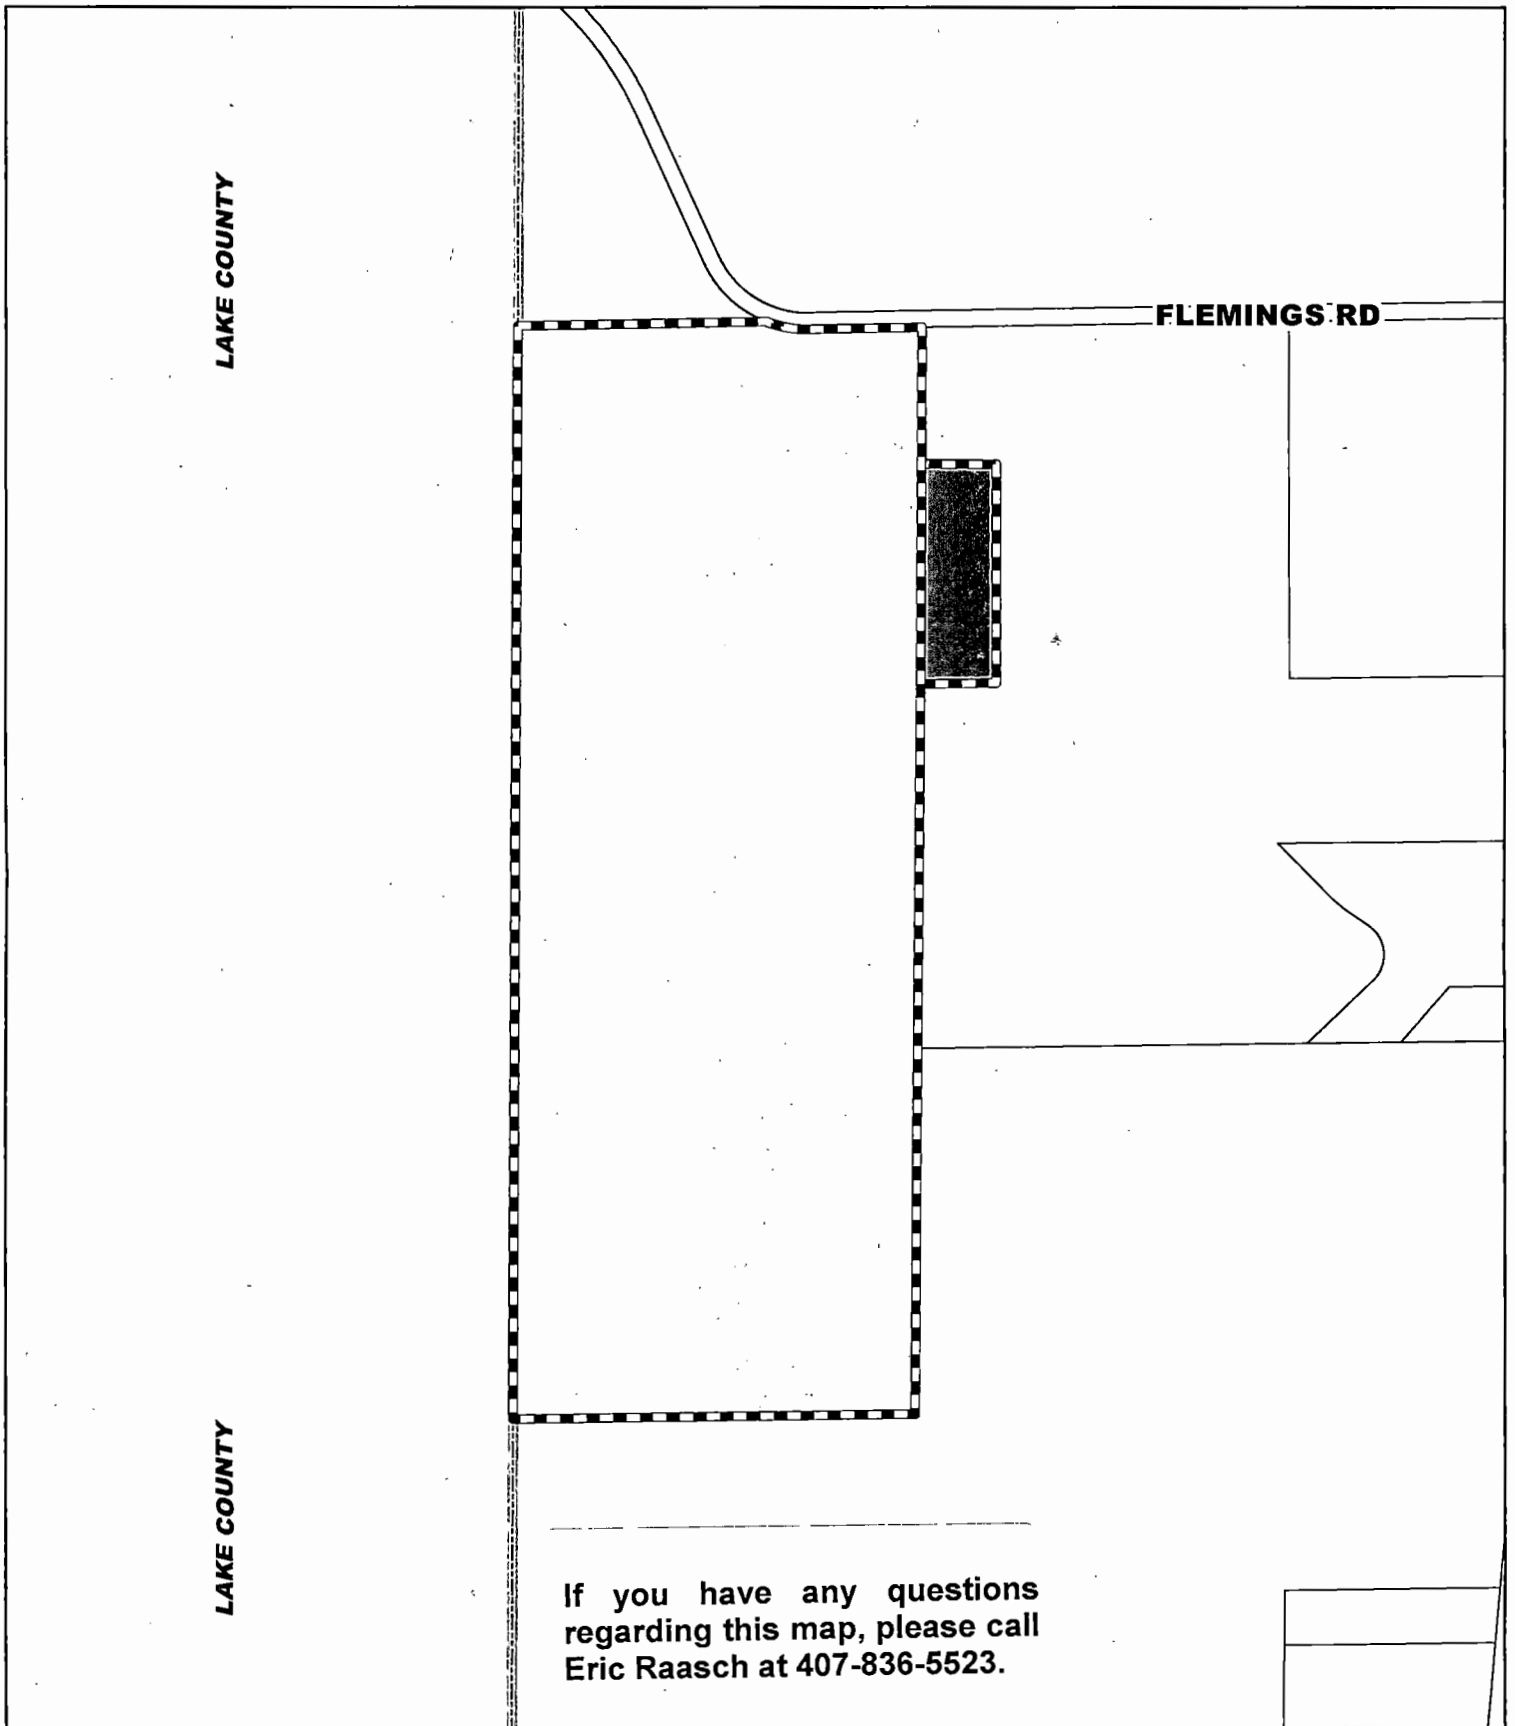 LAKE COUNTY
FLEMINGS RD
LAKE COUNTY
If you have any questions
regarding this map, please call
Eric Raasch at 407-836-5523.